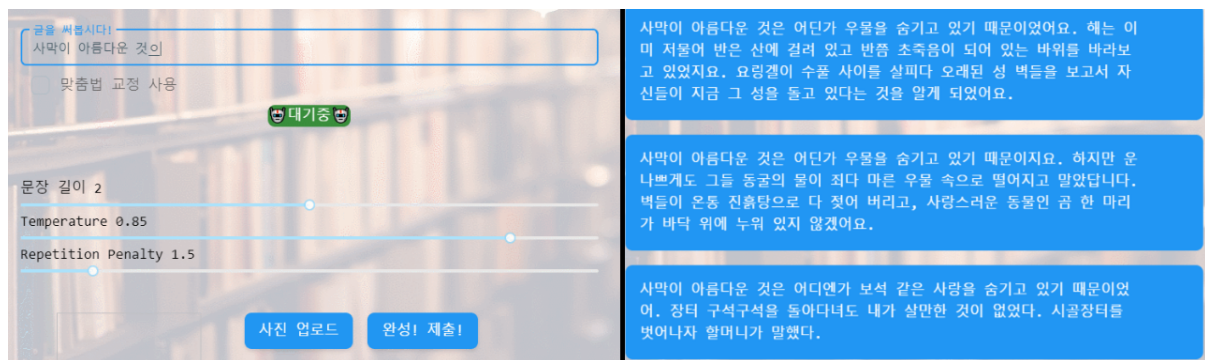 글을 써봅시다!
사막이 아름다운 것이
맞춤법 교정 사용
대기중
문장 길이 2
Temperature 0.85
Repetition Penalty 1.5
사진 업로드
완성! 제출!
사막이 아름다운 것은 어딘가 우물을 숨기고 있기 때문이었어요. 해는 이
미 저물어 반은 산에 걸려 있고 반쯤 초죽음이 되어 있는 바위를 바라보
고 있었지요. 요링겔이 수풀 사이를 살피다 오래된 성 벽들을 보고서 자
신들이 지금 그 성을 돌고 있다는 것을 알게 되었어요.
사막이 아름다운 것은 어딘가 우물을 숨기고 있기 때문이지요. 하지만 운
나쁘게도 그들 동굴의 물이 죄다 마른 우물 속으로 떨어지고 말았답니다.
벽들이 온통 진흙탕으로 다 젖어 버리고, 사랑스러운 동물인 곰 한 마리
가 바닥 위에 누워 있지 않겠어요.
사막이 아름다운 것은 어디엔가 보석 같은 사랑을 숨기고 있기 때문이었
어. 장터 구석구석을 돌아다녀도 내가 살만한 것이 없었다. 시골장터를
벗어나자 할머니가 말했다.